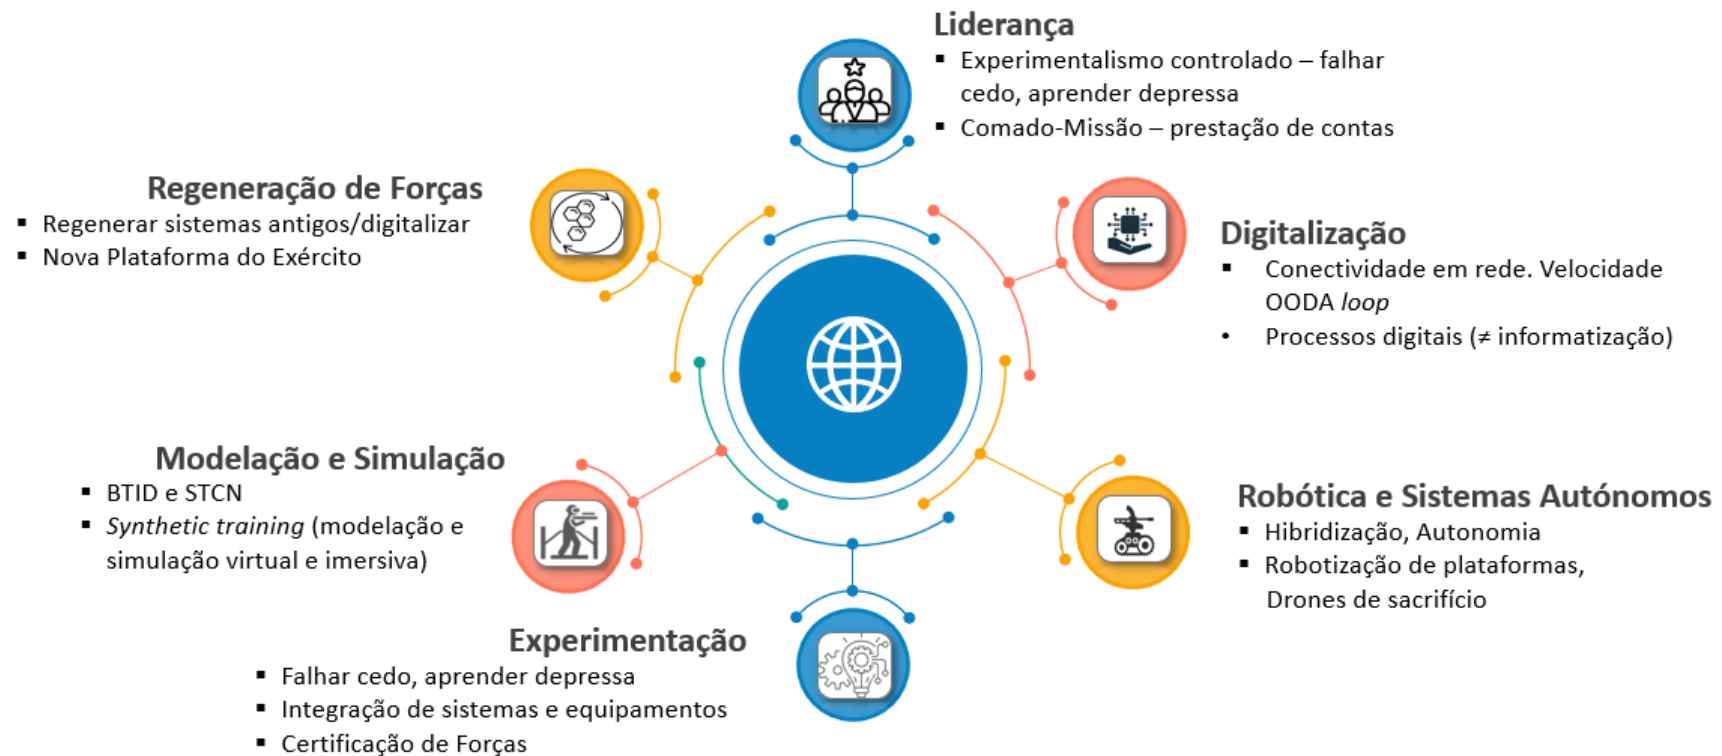 Liderança
▪ Experimentalismo controlado – falhar
cedo, aprender depressa
▪ Comado-Missão – prestação de contas
Regeneração de Forças
▪ Regenerar sistemas antigos/digitalizar
▪ Nova Plataforma do Exército
Digitalização
▪ Conectividade em rede. Velocidade
OODA loop
• Processos digitais (≠ informatização)
Modelação e Simulação
▪ BTID e STCN
▪ Synthetic training (modelação e
simulação virtual e imersiva)
Robótica e Sistemas Autónomos
▪ Hibridização, Autonomia
▪ Robotização de plataformas,
Drones de sacrifício
Experimentação
▪ Falhar cedo, aprender depressa
▪ Integração de sistemas e equipamentos
▪ Certificação de Forças